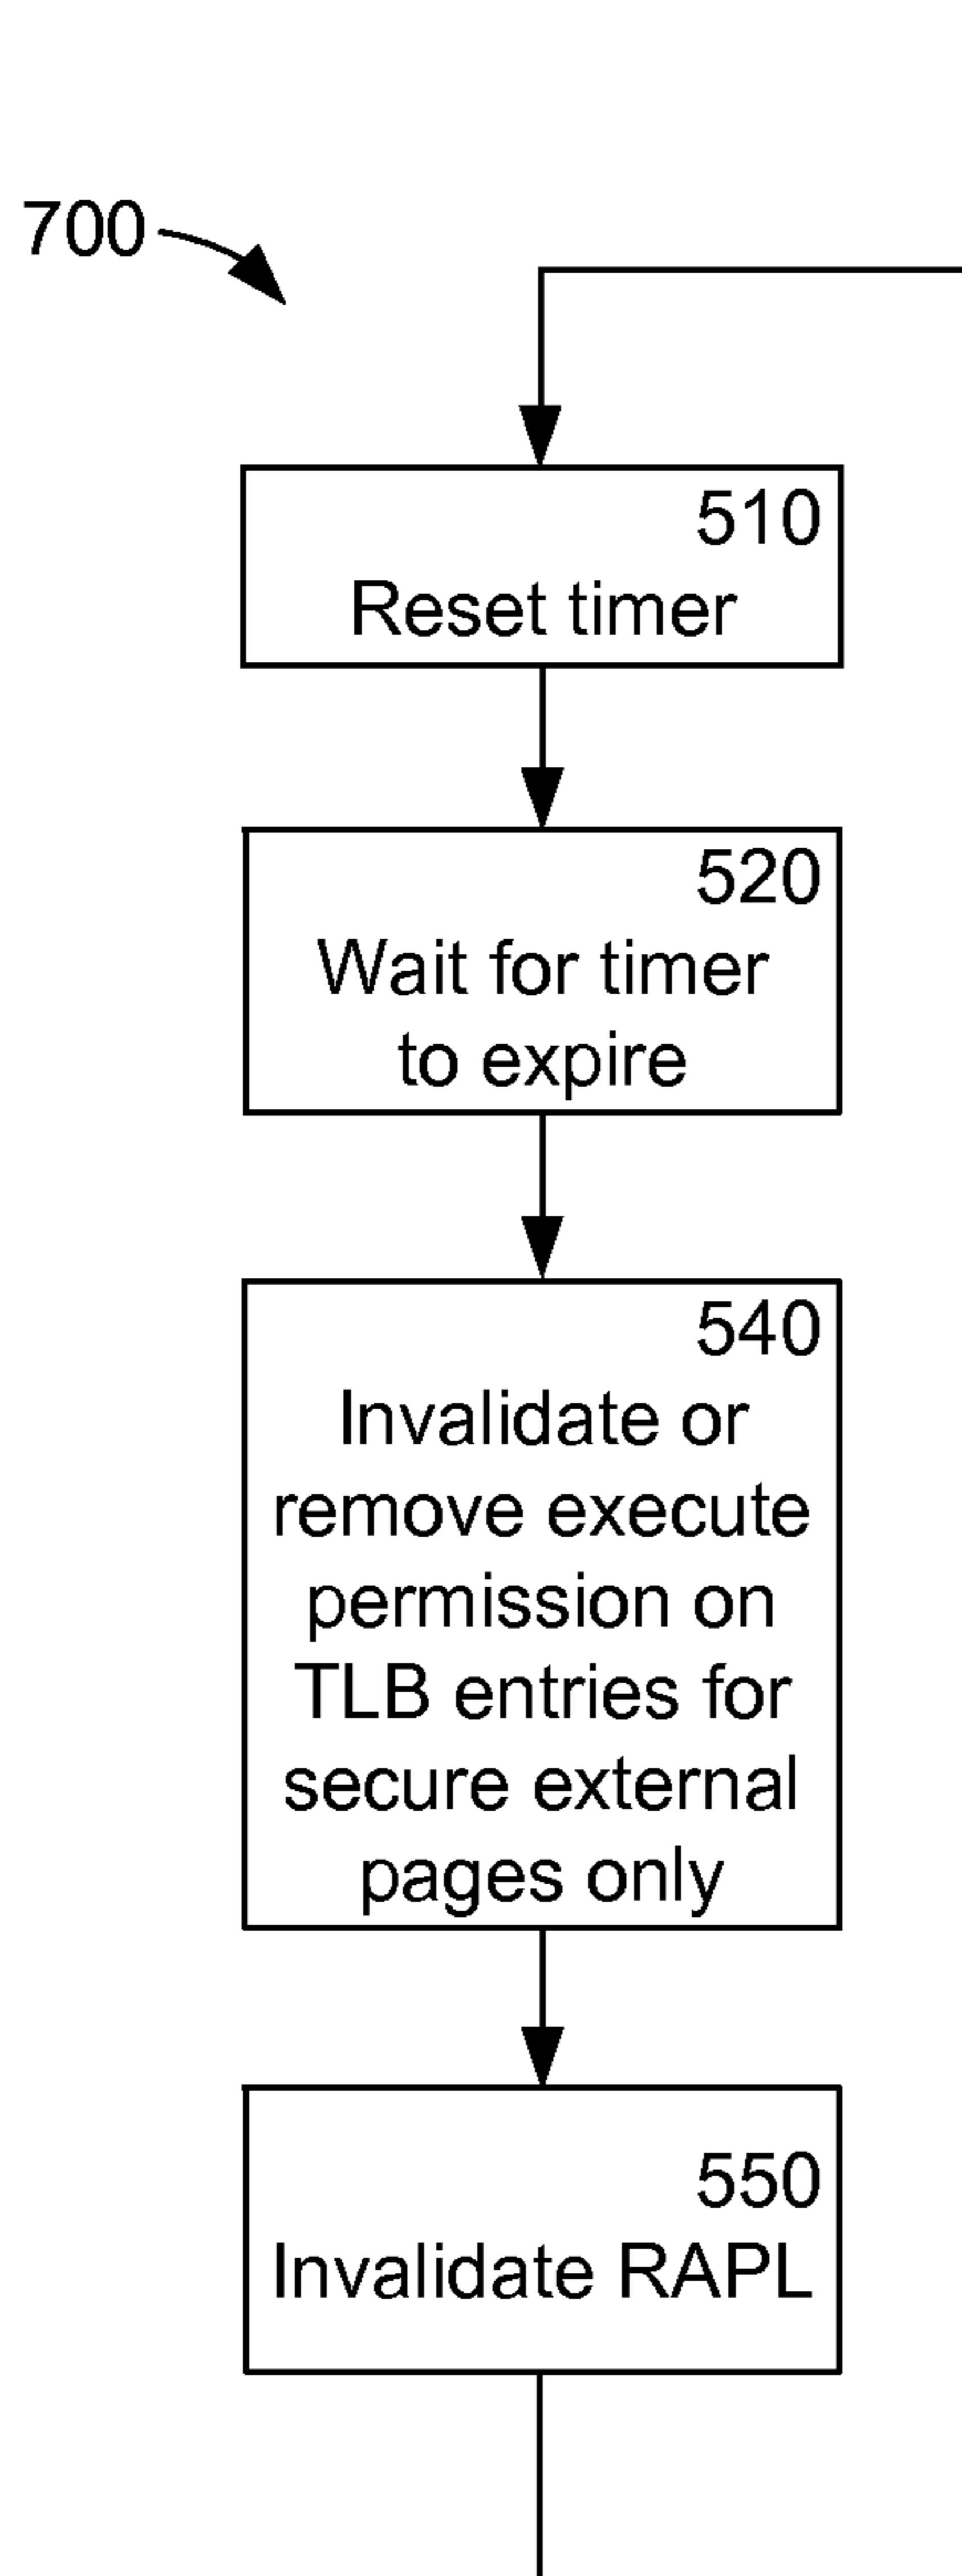 700
510
Reset timer
520
Wait for timer
to expire
540
Invalidate or
remove execute
permission on
TLB entries for
secure external
pages only
550
Invalidate RAPL